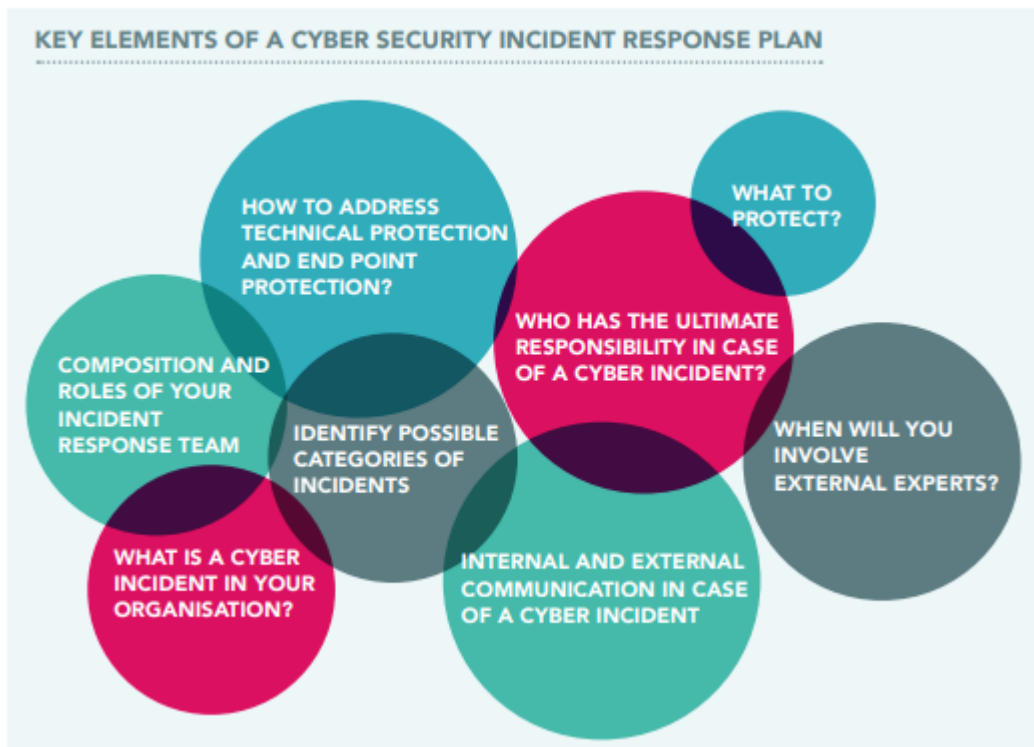 KEY ELEMENTS OF A CYBER SECURITY INCIDENT RESPONSE PLAN
HOW TO ADDRESS
TECHNICAL PROTECTION
AND END POINT
PROTECTION?
WHAT TO
PROTECT?
WHO HAS THE ULTIMATE
RESPONSIBILITY IN CASE
OF A CYBER INCIDENT?
COMPOSITION AND
ROLES OF YOUR
INCIDENT
RESPONSE TEAM
IDENTIFY POSSIBLE
CATEGORIES OF
INCIDENTS
WHEN WILL YOU
INVOLVE
EXTERNAL EXPERTS?
WHAT IS A CYBER
INCIDENT IN YOUR
ORGANISATION?
INTERNAL AND EXTERNAL
COMMUNICATION IN CASE
OF A CYBER INCIDENT